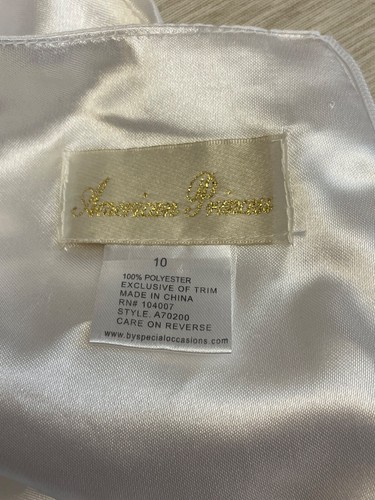 American Princess
10
100% POLYESTER
EXCLUSIVE OF TRIM
MADE IN CHINA
RN# 104007
STYLE. A70200
CARE ON REVERSE
www.byspecialoccasions.com